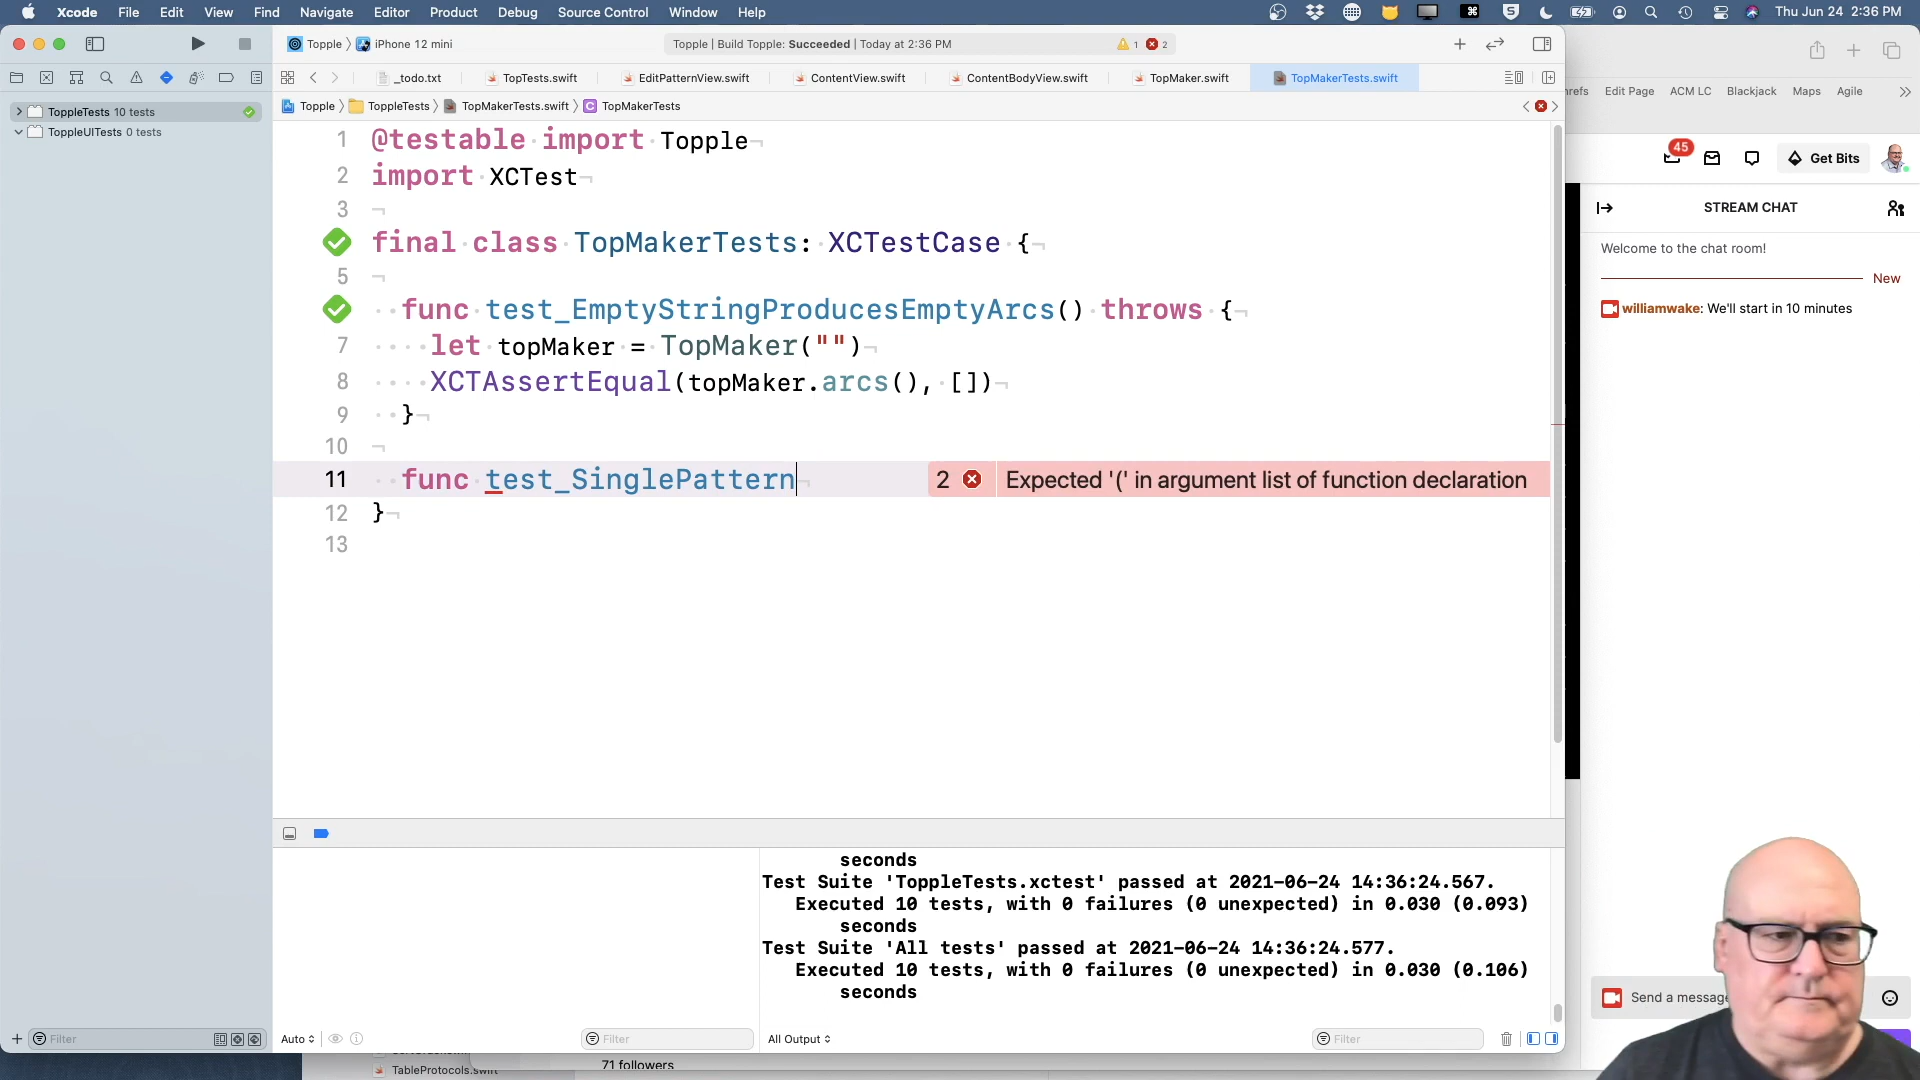 Xcode File Edit View Find Navigate Editor Product Debug Source Control Window Help Thu Jun 24 2:36 PM
Topple iPhone 12 mini Topple | Build Topple: Succeeded | Today at 2:36 PM 1 2
_todo.txt TopTests.swift EditPatternView.swift ContentView.swift ContentBodyView.swift TopMaker.swift TopMakerTests.swift
Topple ToppleTests TopMakerTests.swift TopMakerTests
ToppleTests 10 tests
ToppleUITests 0 tests
1 @testable import Topple
2 import XCTest
3
final class TopMakerTests: XCTestCase {
5
func test_EmptyStringProducesEmptyArcs() throws {
7 let topMaker = TopMaker("")
8 XCTAssertEqual(topMaker.arcs(), [])
9 }
10
11 func test_SinglePattern 2 Expected '(' in argument list of function declaration
12 }
13
hrefs Edit Page ACM LC Blackjack Maps Agile
45 Get Bits
STREAM CHAT
Welcome to the chat room!
New
williamwake: We'll start in 10 minutes
Send a message
seconds
Test Suite 'ToppleTests.xctest' passed at 2021-06-24 14:36:24.567.
Executed 10 tests, with 0 failures (0 unexpected) in 0.030 (0.093)
seconds
Test Suite 'All tests' passed at 2021-06-24 14:36:24.577.
Executed 10 tests, with 0 failures (0 unexpected) in 0.030 (0.106)
seconds
Filter Auto Filter All Output Filter
71 followers
TableProtocols.swift